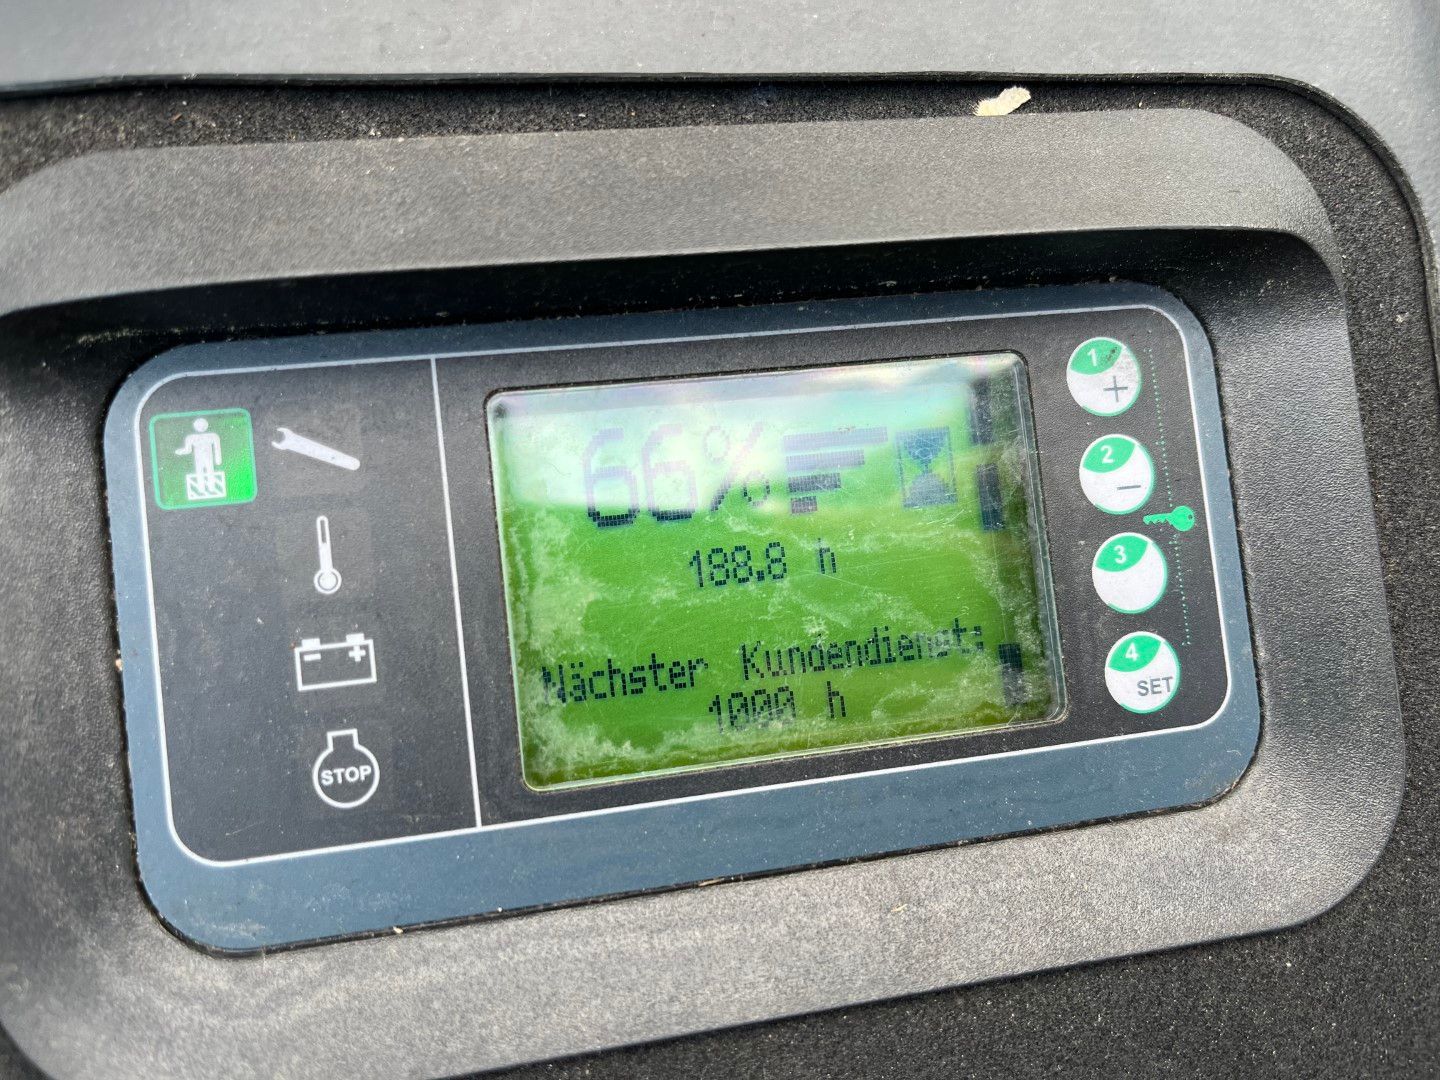 66%
188.8 h
Nächster Kundendienst:
1000 h
STOP
1
+
2
−
3
4
SET